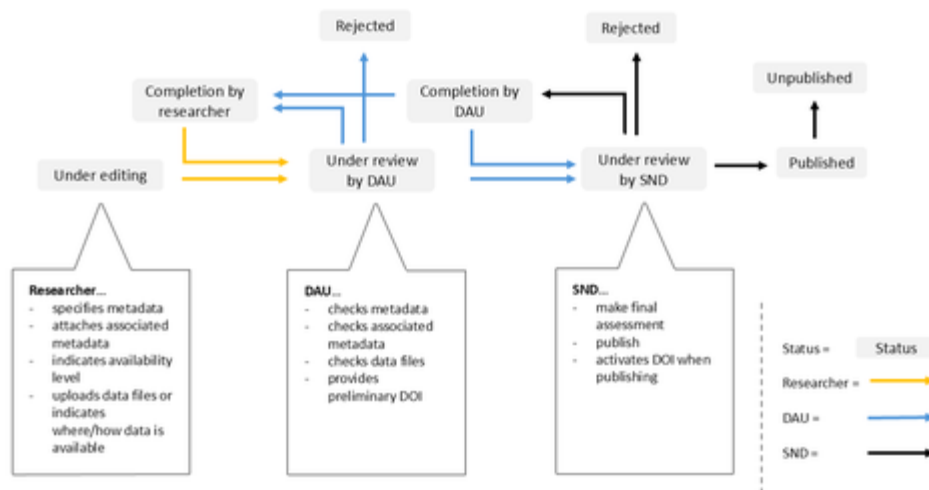 Rejected
Rejected
Unpublished
Completion by
researcher
Completion by
DAU
Under editing
Under review
by DAU
Under review
by SND
Published
Researcher...
- specifies metadata
- attaches associated
metadata
- indicates availability
level
- uploads data files or
indicates
where/how data is
available
DAU...
- checks metadata
- checks associated
metadata
- checks data files
- provides
preliminary DOI
SND...
- make final
assessment
- publish
- activates DOI when
publishing
Status = Status
Researcher =
DAU =
SND =